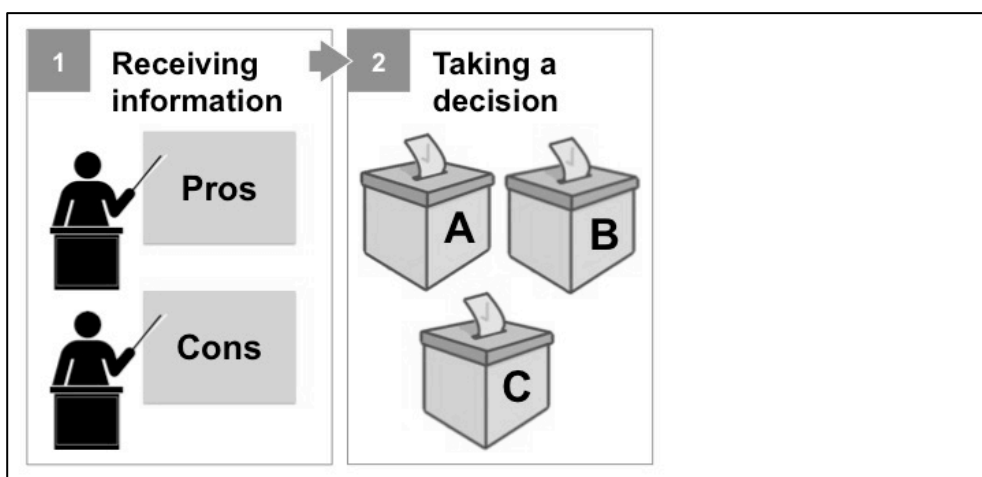 1
Receiving
information
Pros
Cons
2
Taking a
decision
A
B
C